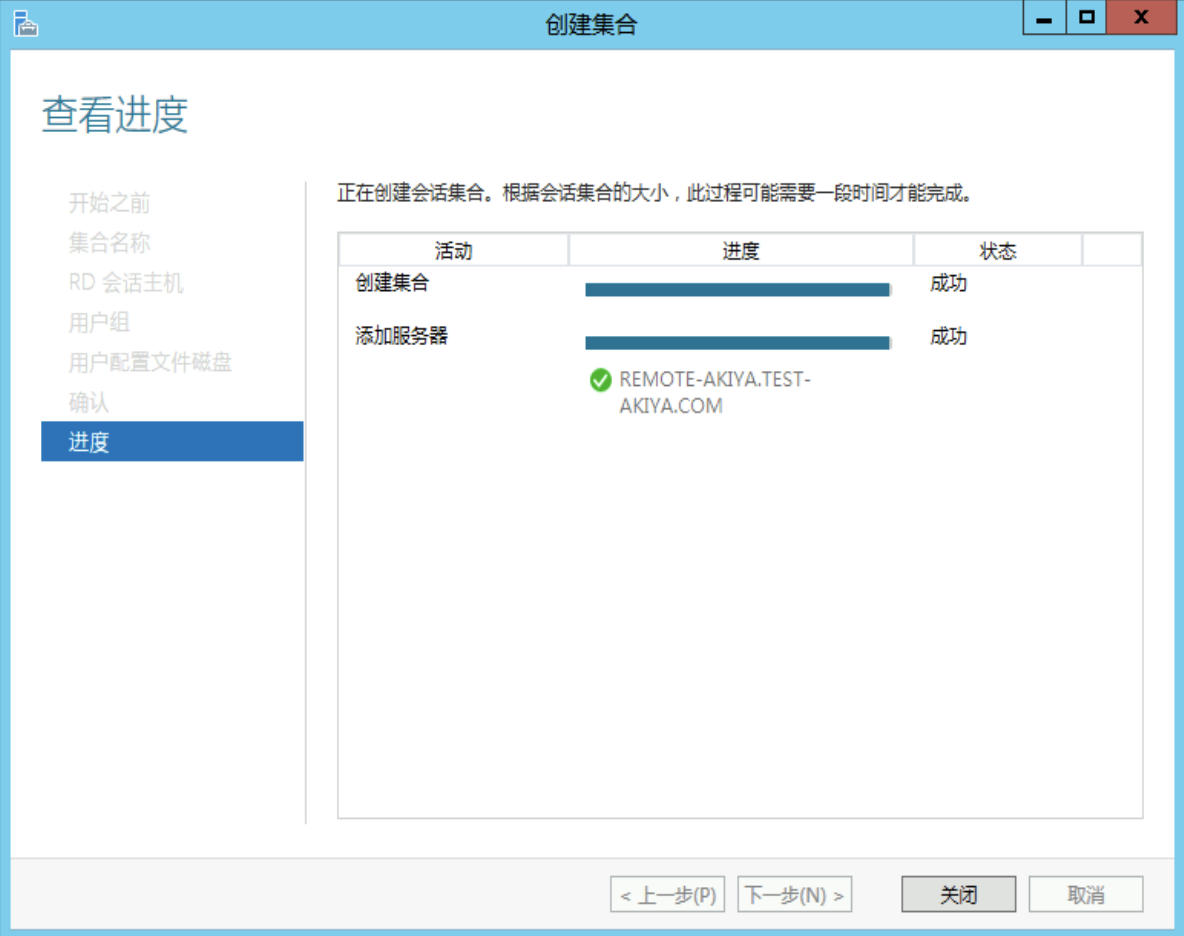 创建集合
查看进度
开始之前
集合名称
RD 会话主机
用户组
用户配置文件磁盘
确认
进度
正在创建会话集合。根据会话集合的大小，此过程可能需要一段时间才能完成。
活动 进度 状态
创建集合 成功
添加服务器 成功
REMOTE-AKIYA.TEST-
AKIYA.COM
< 上一步(P) 下一步(N) > 关闭 取消